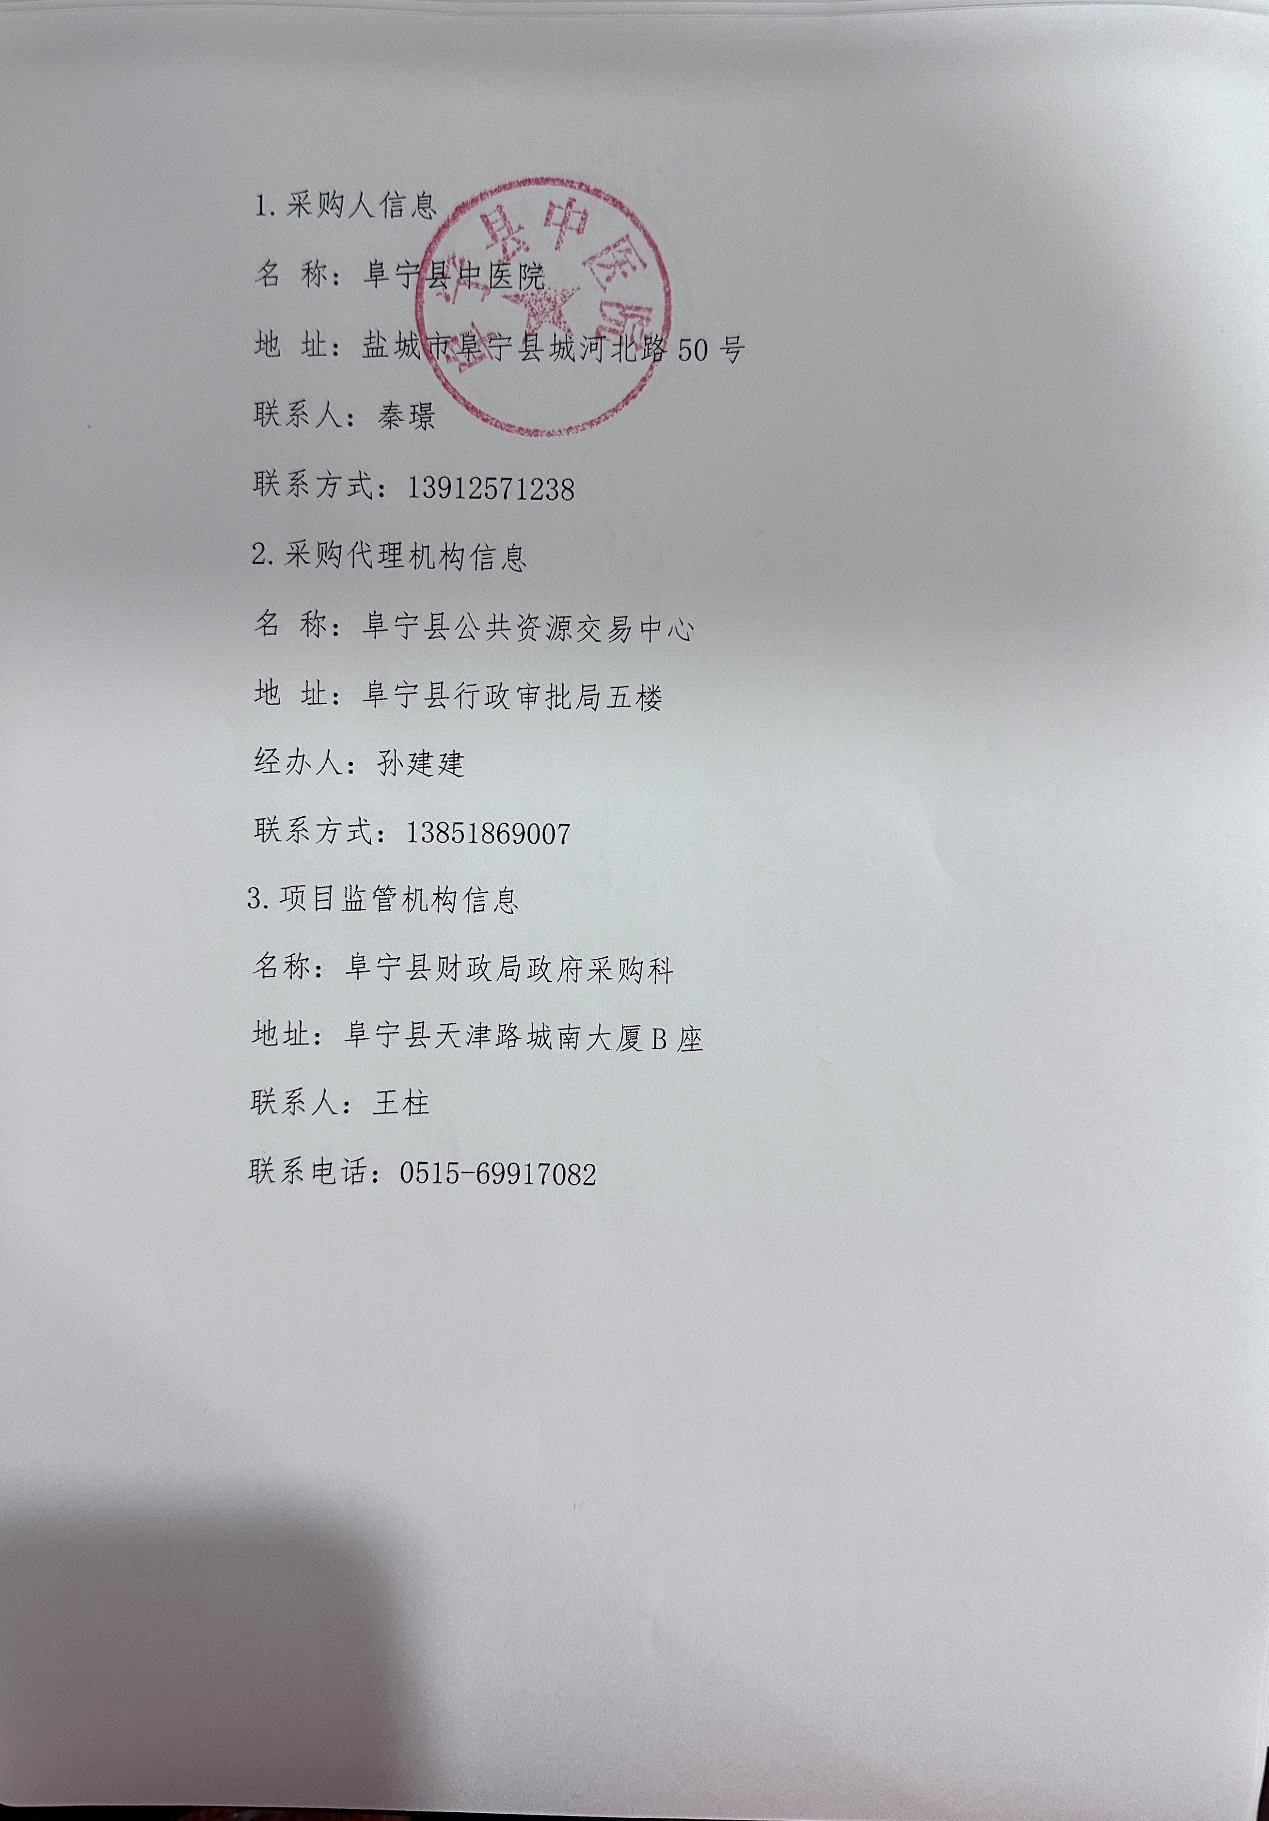 1.采购人信息
名 称：阜宁县中医院
地 址：盐城市阜宁县城河北路50号
联系人：秦璟
联系方式：13912571238
2.采购代理机构信息
名 称：阜宁县公共资源交易中心
地 址：阜宁县行政审批局五楼
经办人：孙建建
联系方式：13851869007
3.项目监管机构信息
名称：阜宁县财政局政府采购科
地址：阜宁县天津路城南大厦B座
联系人：王柱
联系电话：0515-69917082
阜宁县中医院